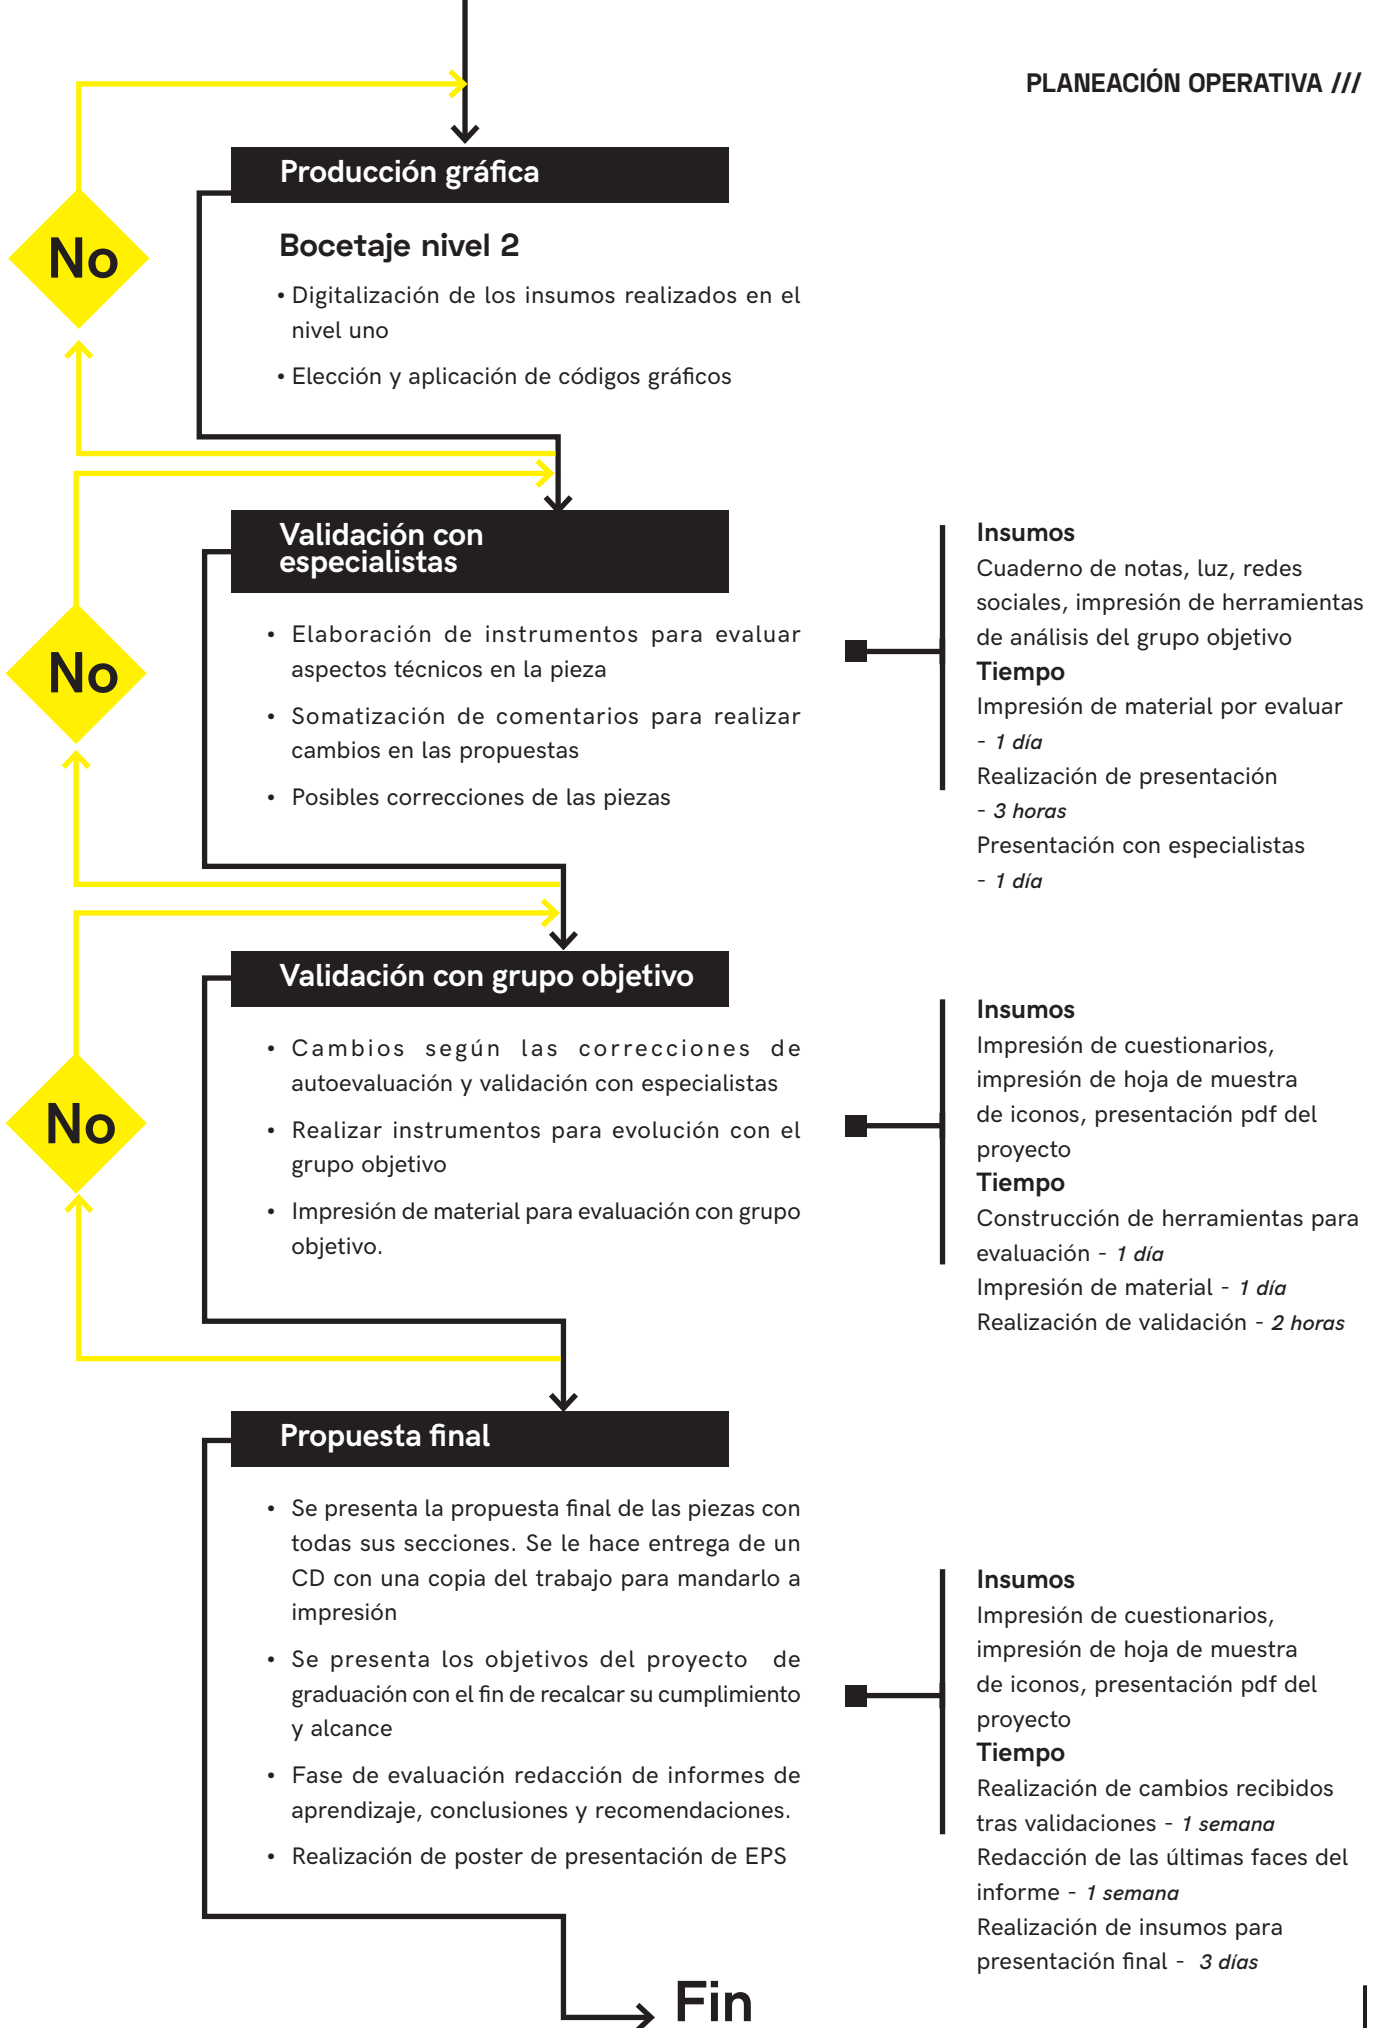 PLANEACIÓN OPERATIVA ///
Producción gráfica
No
Bocetaje nivel 2
• Digitalización de los insumos realizados en el
nivel uno
• Elección y aplicación de códigos gráficos
Validación con
especialistas
No
• Elaboración de instrumentos para evaluar
aspectos técnicos en la pieza
• Somatización de comentarios para realizar
cambios en las propuestas
• Posibles correcciones de las piezas
Insumos
Cuaderno de notas, luz, redes
sociales, impresión de herramientas
de análisis del grupo objetivo
Tiempo
Impresión de material por evaluar
- 1 día
Realización de presentación
- 3 horas
Presentación con especialistas
- 1 día
Validación con grupo objetivo
No
• Cambios según las correcciones de
autoevaluación y validación con especialistas
• Realizar instrumentos para evolución con el
grupo objetivo
• Impresión de material para evaluación con grupo
objetivo.
Insumos
Impresión de cuestionarios,
impresión de hoja de muestra
de iconos, presentación pdf del
proyecto
Tiempo
Construcción de herramientas para
evaluación - 1 día
Impresión de material - 1 día
Realización de validación - 2 horas
Propuesta final
• Se presenta la propuesta final de las piezas con
todas sus secciones. Se le hace entrega de un
CD con una copia del trabajo para mandarlo a
impresión
• Se presenta los objetivos del proyecto de
graduación con el fin de recalcar su cumplimiento
y alcance
• Fase de evaluación redacción de informes de
aprendizaje, conclusiones y recomendaciones.
• Realización de poster de presentación de EPS
Insumos
Impresión de cuestionarios,
impresión de hoja de muestra
de iconos, presentación pdf del
proyecto
Tiempo
Realización de cambios recibidos
tras validaciones - 1 semana
Redacción de las últimas faces del
informe - 1 semana
Realización de insumos para
presentación final - 3 días
Fin